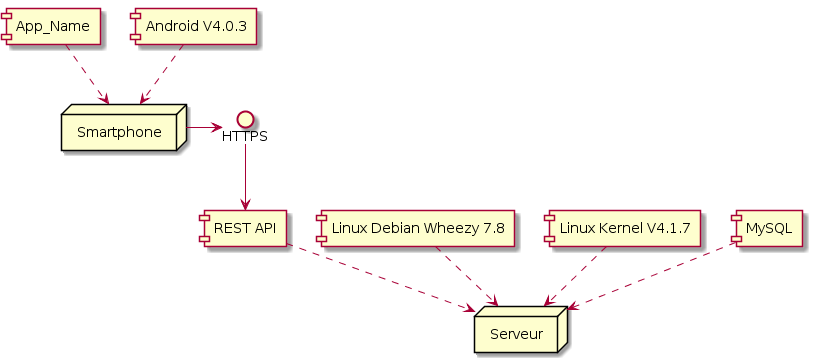 App_Name
Android V4.0.3
Smartphone
HTTPS
REST API
Linux Debian Wheezy 7.8
Linux Kernel V4.1.7
MySQL
Serveur